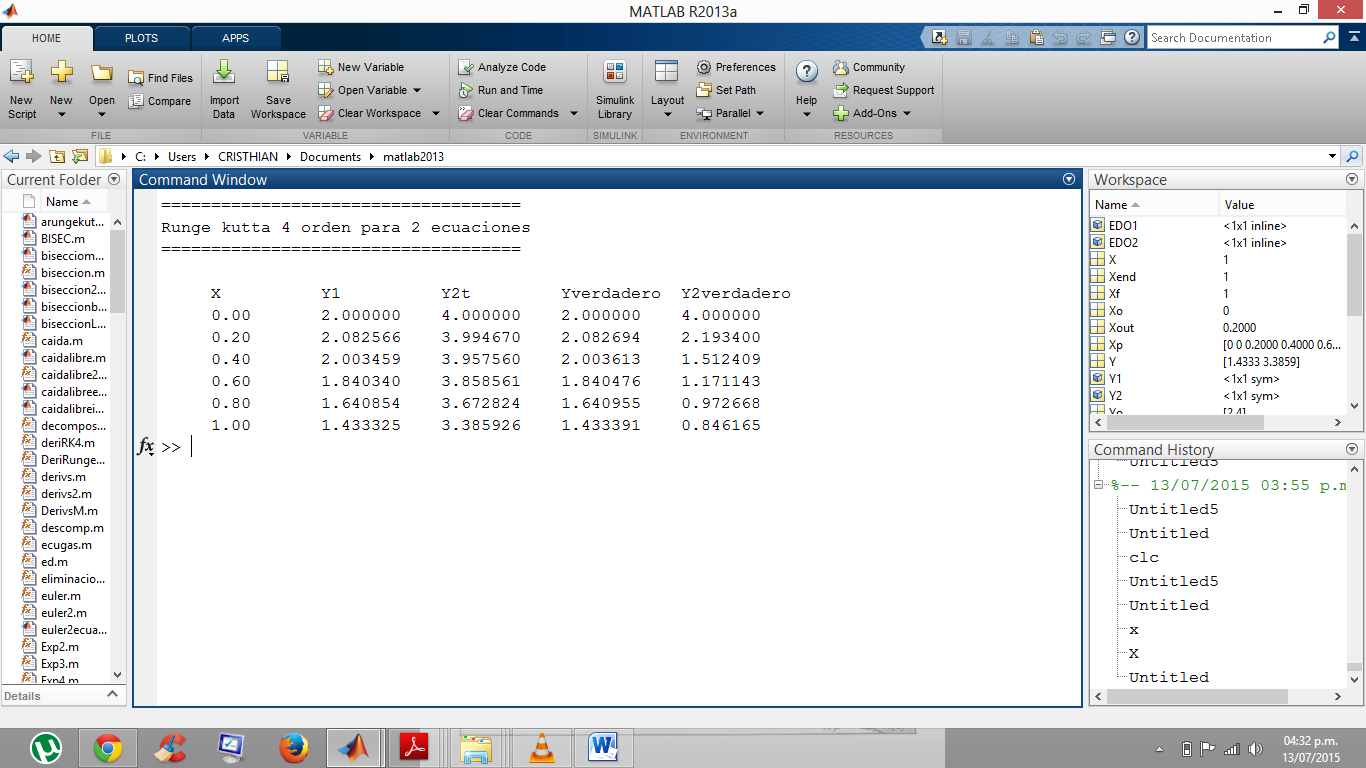 MATLAB R2013a
HOME PLOTS APPS
Search Documentation
New Script
New
Open
Find Files
Compare
Import Data
Save Workspace
New Variable
Open Variable
Clear Workspace
Analyze Code
Run and Time
Clear Commands
Simulink Library
Layout
Preferences
Set Path
Parallel
Help
Community
Request Support
Add-Ons
FILE VARIABLE CODE SIMULINK ENVIRONMENT RESOURCES
C: Users CRISTHIAN Documents matlab2013
Current Folder
Name
arungekut...
BISEC.m
bisecciom...
biseccion.m
biseccion2...
biseccionb...
biseccionL...
caida.m
caidalibre.m
caidalibre2...
caidalibree...
caidalibrei...
decompos...
deriRK4.m
DeriRunge...
derivs.m
derivs2.m
DerivsM.m
descomp.m
ecugas.m
ed.m
eliminacio...
euler.m
euler2.m
euler2ecua...
Exp2.m
Exp3.m
Exp4.m
Details
Command Window
====================================
Runge kutta 4 orden para 2 ecuaciones
====================================
X Y1 Y2t Yverdadero Y2verdadero
0.00 2.000000 4.000000 2.000000 4.000000
0.20 2.082566 3.994670 2.082694 2.193400
0.40 2.003459 3.957560 2.003613 1.512409
0.60 1.840340 3.858561 1.840476 1.171143
0.80 1.640854 3.672824 1.640955 0.972668
1.00 1.433325 3.385926 1.433391 0.846165
fx >>
Workspace
Name Value
EDO1 <1x1 inline>
EDO2 <1x1 inline>
X 1
Xend 1
Xf 1
Xo 0
Xout 0.2000
Xp [0 0 0.2000 0.4000 0.6...
Y [1.4333 3.3859]
Y1 <1x1 sym>
Y2 <1x1 sym>
Yo [2 4]
Command History
Untitled5
%-- 13/07/2015 03:55 p.m
Untitled5
Untitled
clc
Untitled5
Untitled
x
X
Untitled
04:32 p.m.
13/07/2015